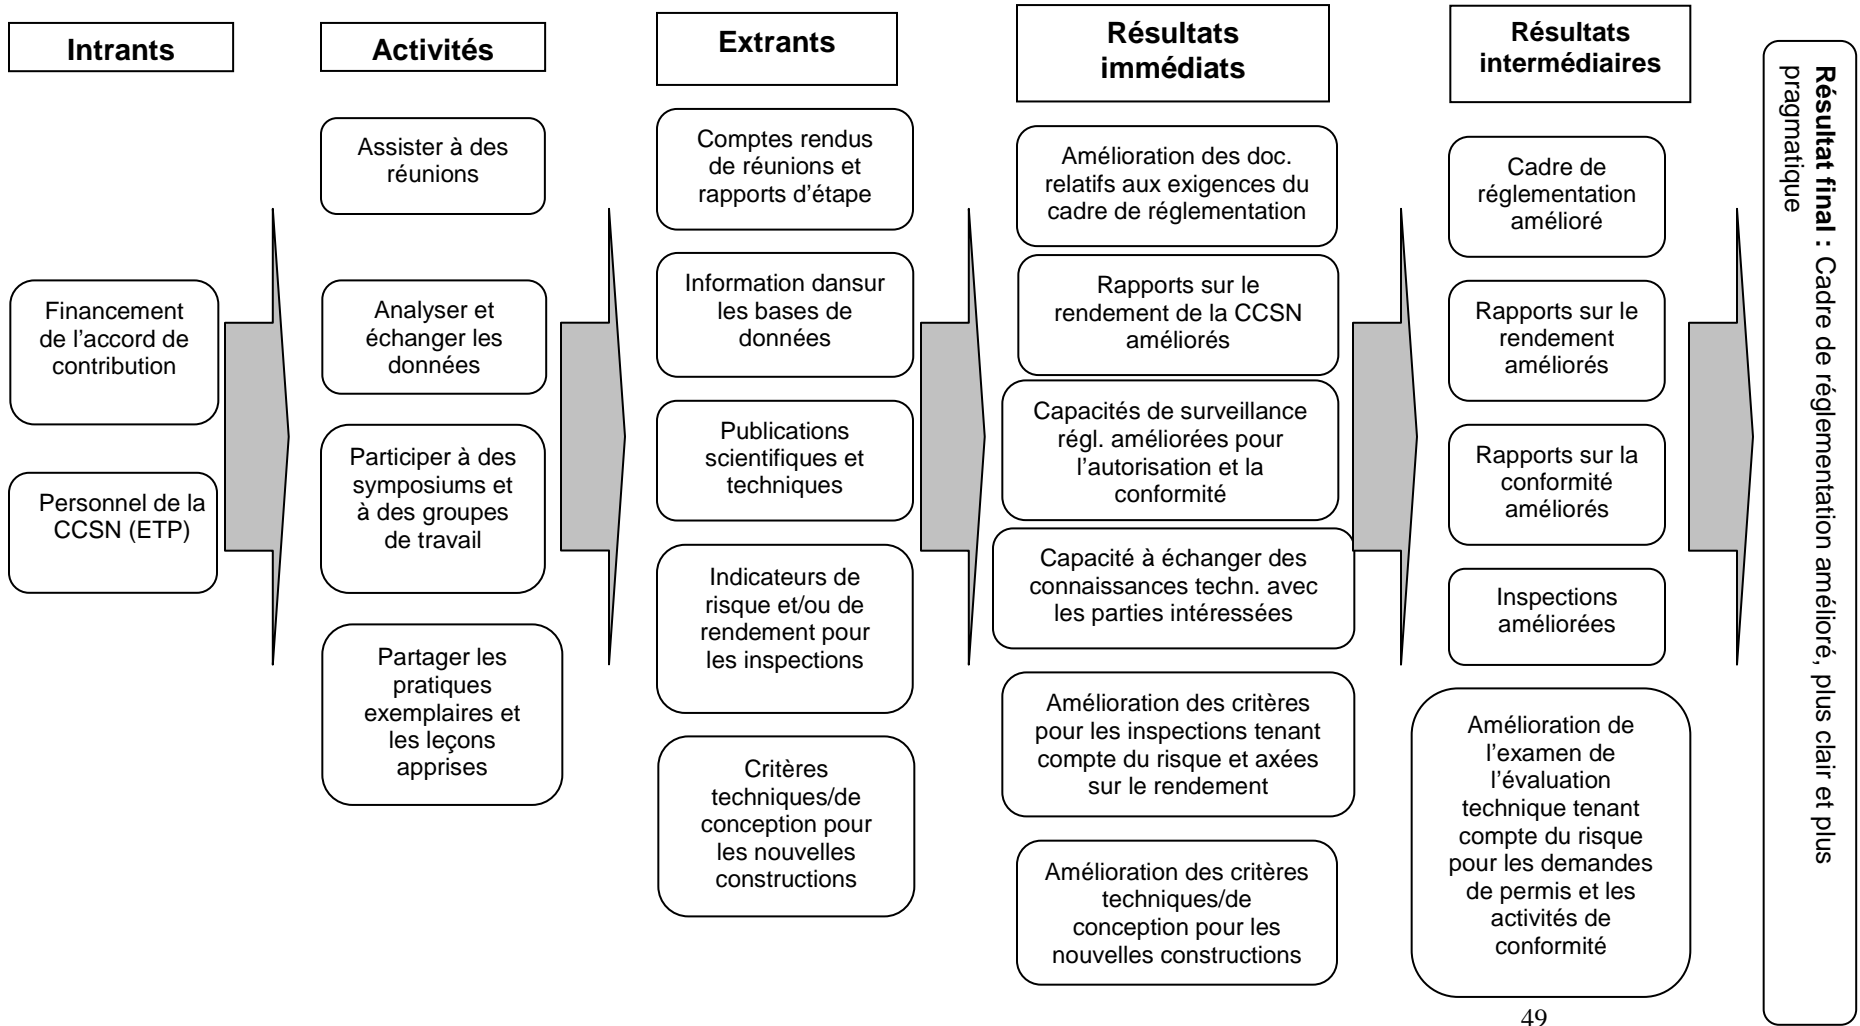 Intrants
Financement
de l’accord de
contribution
Personnel de la
CCSN (ETP)
Activités
Assister à des
réunions
Analyser et
échanger les
données
Participer à des
symposiums et
à des groupes
de travail
Partager les
pratiques
exemplaires et
les leçons
apprises
Extrants
Comptes rendus
de réunions et
rapports d’étape
Information dansur
les bases de
données
Publications
scientifiques et
techniques
Indicateurs de
risque et/ou de
rendement pour
les inspections
Critères
techniques/de
conception pour
les nouvelles
constructions
Résultats
immédiats
Amélioration des doc.
relatifs aux exigences du
cadre de réglementation
Rapports sur le
rendement de la CCSN
améliorés
Capacités de surveillance
régl. améliorées pour
l’autorisation et la
conformité
Capacité à échanger des
connaissances techn. avec
les parties intéressées
Amélioration des critères
pour les inspections tenant
compte du risque et axées
sur le rendement
Amélioration des critères
techniques/de
conception pour les
nouvelles constructions
Résultats
intermédiaires
Cadre de
réglementation
amélioré
Rapports sur le
rendement
améliorés
Rapports sur la
conformité
améliorés
Inspections
améliorées
Amélioration de
l’examen de
l’évaluation
technique tenant
compte du risque
pour les demandes
de permis et les
activités de
conformité
Résultat final : Cadre de réglementation amélioré, plus clair et plus
pragmatique
49